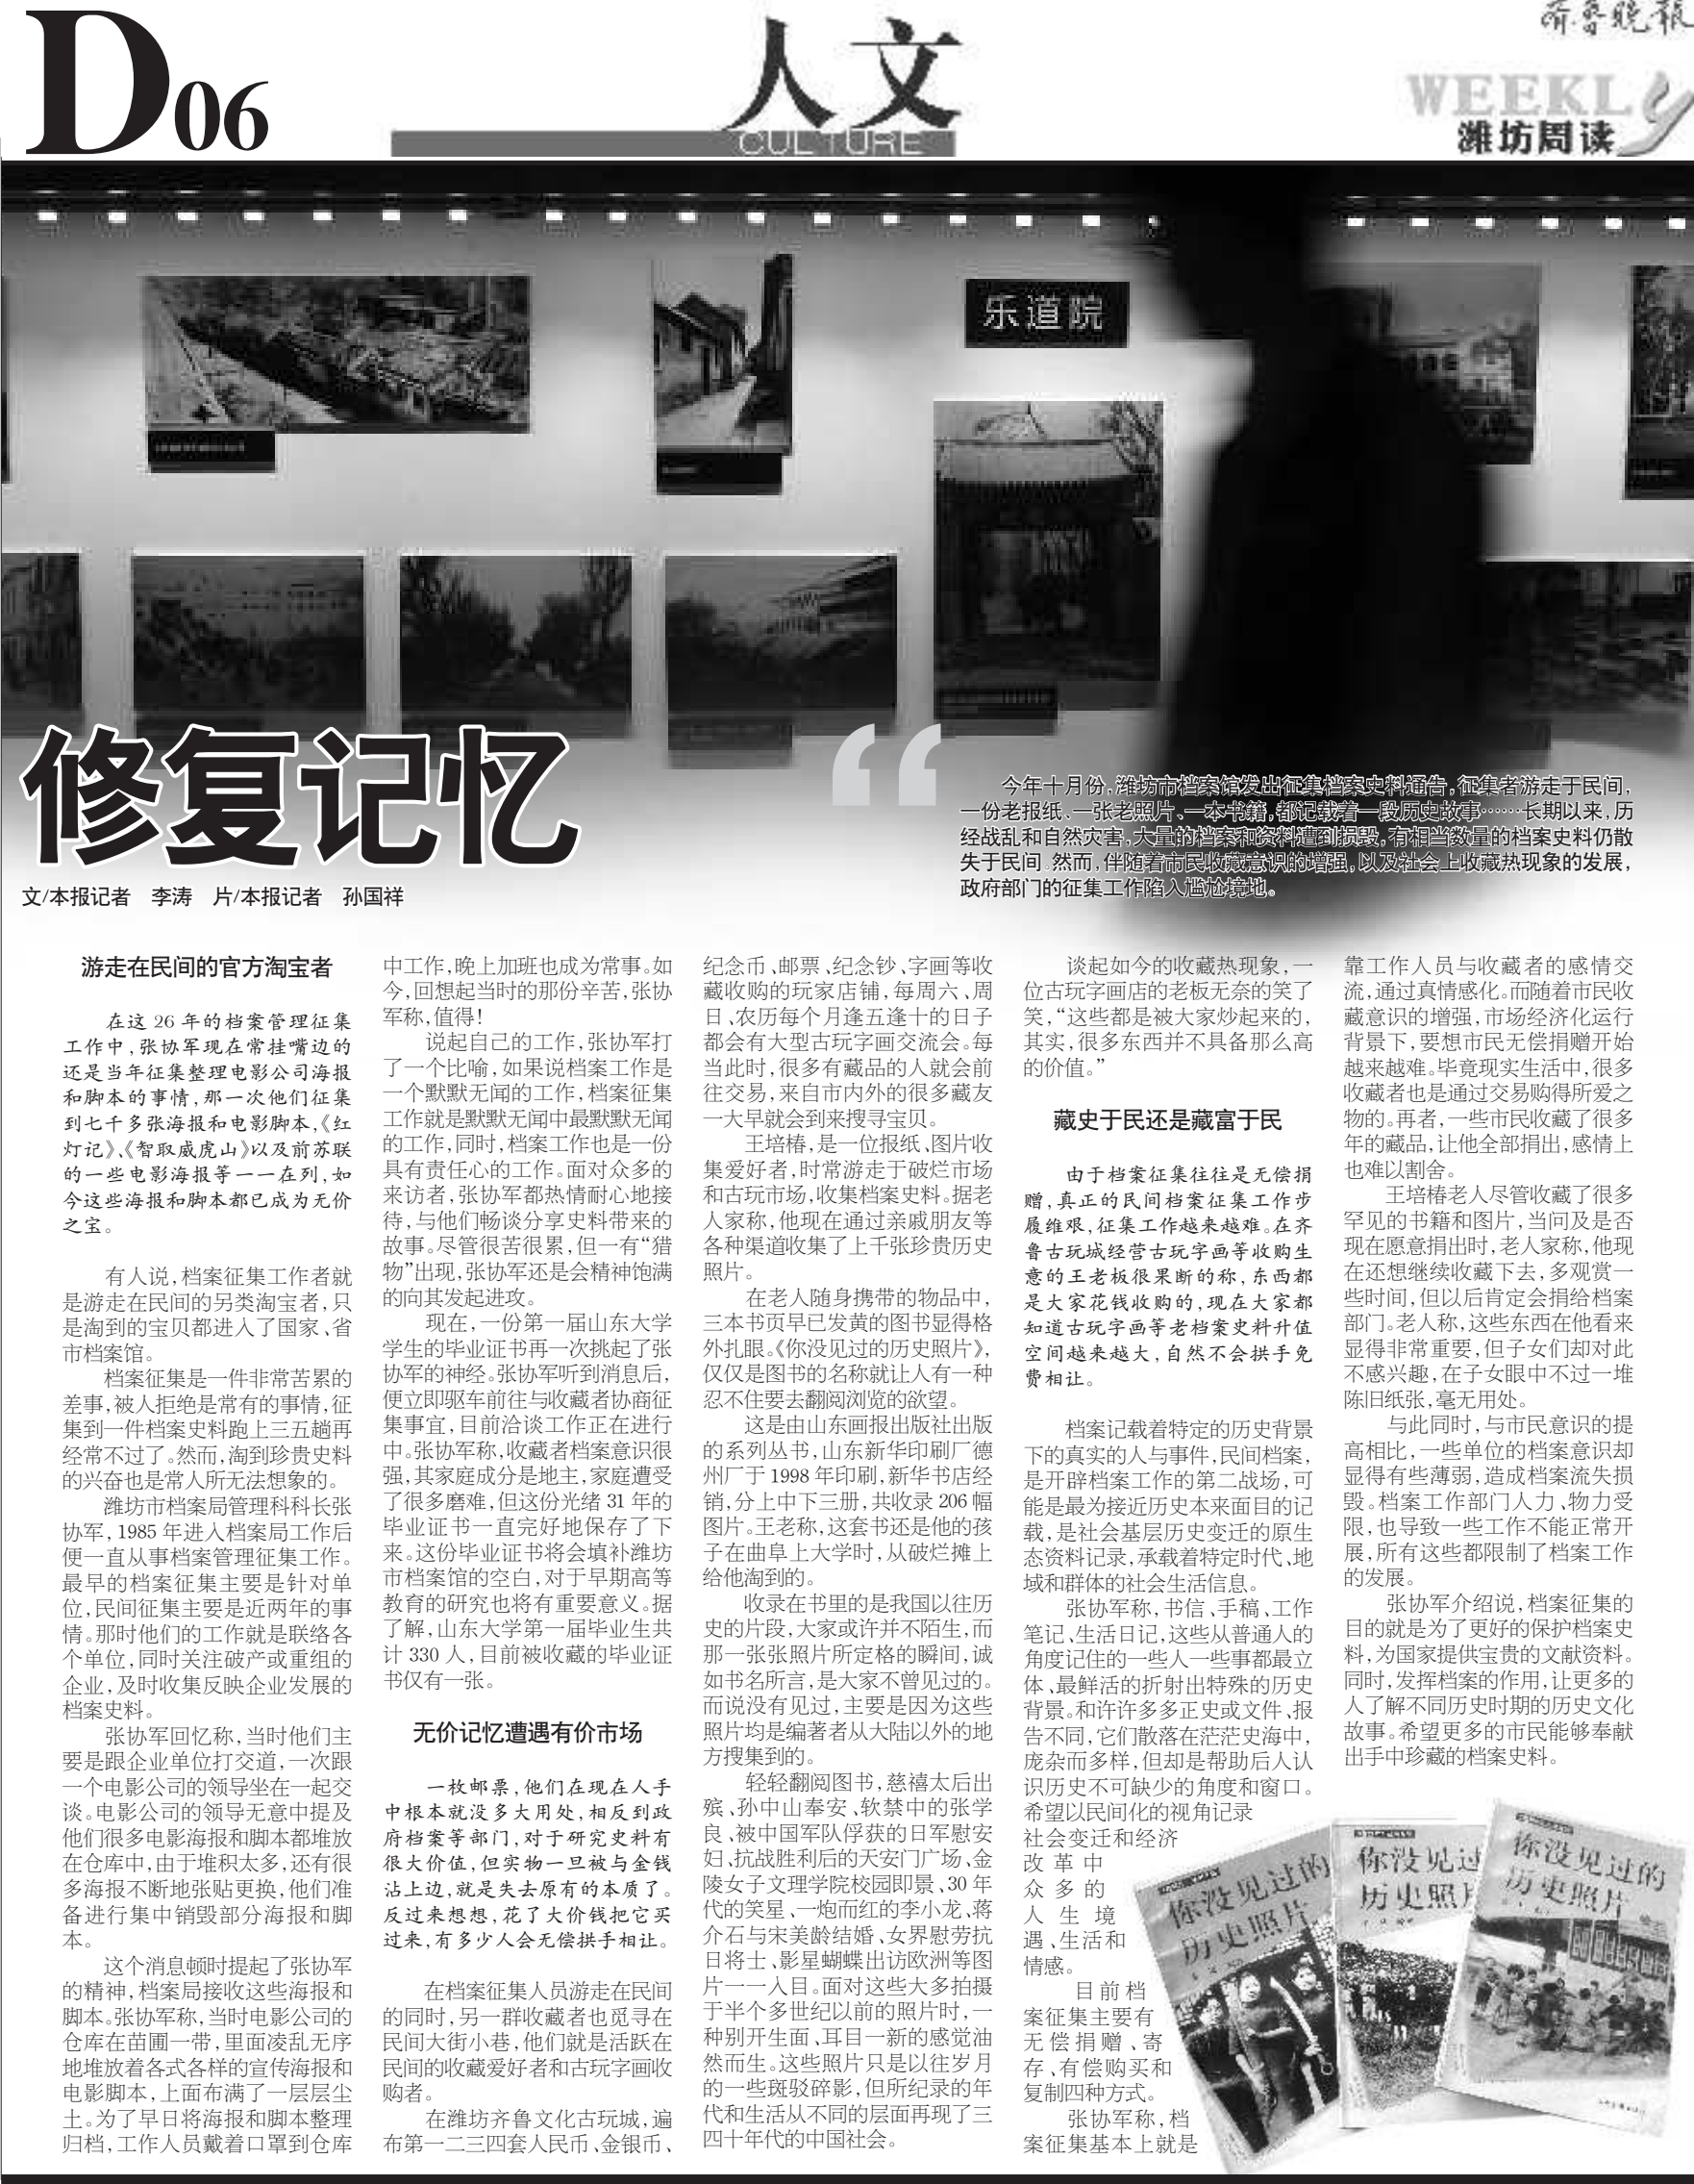 D06
人文
CULTURE
齐鲁晚报
WEEKLY
潍坊周读
乐道院
修复记忆
文/本报记者 李涛 片/本报记者 孙国祥
“
今年十月份,潍坊市档案馆发出征集档案史料通告,征集者游走于民间,
一份老报纸、一张老照片、一本书籍,都记载着一段历史故事……长期以来,历
经战乱和自然灾害,大量的档案和资料遭到损毁,有相当数量的档案史料仍散
失于民间。然而,伴随着市民收藏意识的增强,以及社会上收藏热现象的发展,
政府部门的征集工作陷入尴尬境地。
游走在民间的官方淘宝者
在这 26 年的档案管理征集
工作中,张协军现在常挂嘴边的
还是当年征集整理电影公司海报
和脚本的事情,那一次他们征集
到七千多张海报和电影脚本,《红
灯记》、《智取威虎山》以及前苏联
的一些电影海报等一一在列,如
今这些海报和脚本都已成为无价
之宝。
有人说,档案征集工作者就
是游走在民间的另类淘宝者,只
是淘到的宝贝都进入了国家、省
市档案馆。
档案征集是一件非常苦累的
差事,被人拒绝是常有的事情,征
集到一件档案史料跑上三五趟再
经常不过了。然而,淘到珍贵史料
的兴奋也是常人所无法想象的。
潍坊市档案局管理科科长张
协军,1985 年进入档案局工作后
便一直从事档案管理征集工作。
最早的档案征集主要是针对单
位,民间征集主要是近两年的事
情。那时他们的工作就是联络各
个单位,同时关注破产或重组的
企业,及时收集反映企业发展的
档案史料。
张协军回忆称,当时他们主
要是跟企业单位打交道,一次跟
一个电影公司的领导坐在一起交
谈。电影公司的领导无意中提及
他们很多电影海报和脚本都堆放
在仓库中,由于堆积太多,还有很
多海报不断地张贴更换,他们准
备进行集中销毁部分海报和脚
本。
这个消息顿时提起了张协军
的精神,档案局接收这些海报和
脚本。张协军称,当时电影公司的
仓库在苗圃一带,里面凌乱无序
地堆放着各式各样的宣传海报和
电影脚本,上面布满了一层层尘
土。为了早日将海报和脚本整理
归档,工作人员戴着口罩到仓库
中工作,晚上加班也成为常事。如
今,回想起当时的那份辛苦,张协
军称,值得!
说起自己的工作,张协军打
了一个比喻,如果说档案工作是
一个默默无闻的工作,档案征集
工作就是默默无闻中最默默无闻
的工作,同时,档案工作也是一份
具有责任心的工作。面对众多的
来访者,张协军都热情耐心地接
待,与他们畅谈分享史料带来的
故事。尽管很苦很累,但一有“猎
物”出现,张协军还是会精神饱满
的向其发起进攻。
现在,一份第一届山东大学
学生的毕业证书再一次挑起了张
协军的神经。张协军听到消息后,
便立即驱车前往与收藏者协商征
集事宜,目前洽谈工作正在进行
中。张协军称,收藏者档案意识很
强,其家庭成分是地主,家庭遭受
了很多磨难,但这份光绪 31 年的
毕业证书一直完好地保存了下
来。这份毕业证书将会填补潍坊
市档案馆的空白,对于早期高等
教育的研究也将有重要意义。据
了解,山东大学第一届毕业生共
计 330 人,目前被收藏的毕业证
书仅有一张。
无价记忆遭遇有价市场
一枚邮票,他们在现在人手
中根本就没多大用处,相反到政
府档案等部门,对于研究史料有
很大价值,但实物一旦被与金钱
沾上边,就是失去原有的本质了。
反过来想想,花了大价钱把它买
过来,有多少人会无偿拱手相让。
在档案征集人员游走在民间
的同时,另一群收藏者也觅寻在
民间大街小巷,他们就是活跃在
民间的收藏爱好者和古玩字画收
购者。
在潍坊齐鲁文化古玩城,遍
布第一二三四套人民币、金银币、
纪念币、邮票、纪念钞、字画等收
藏收购的玩家店铺,每周六、周
日、农历每个月逢五逢十的日子
都会有大型古玩字画交流会。每
当此时,很多有藏品的人就会前
往交易,来自市内外的很多藏友
一大早就会到来搜寻宝贝。
王培椿,是一位报纸、图片收
集爱好者,时常游走于破烂市场
和古玩市场,收集档案史料。据老
人家称,他现在通过亲戚朋友等
各种渠道收集了上千张珍贵历史
照片。
在老人随身携带的物品中,
三本书页早已发黄的图书显得格
外扎眼。《你没见过的历史照片》,
仅仅是图书的名称就让人有一种
忍不住要去翻阅浏览的欲望。
这是由山东画报出版社出版
的系列丛书,山东新华印刷厂德
州厂于 1998 年印刷,新华书店经
销,分上中下三册,共收录 206 幅
图片。王老称,这套书还是他的孩
子在曲阜上大学时,从破烂摊上
给他淘到的。
收录在书里的是我国以往历
史的片段,大家或许并不陌生,而
那一张张照片所定格的瞬间,诚
如书名所言,是大家不曾见过的。
而说没有见过,主要是因为这些
照片均是编著者从大陆以外的地
方搜集到的。
轻轻翻阅图书,慈禧太后出
殡、孙中山奉安、软禁中的张学
良、被中国军队俘获的日军慰安
妇、抗战胜利后的天安门广场、金
陵女子文理学院校园即景、30 年
代的笑星、一炮而红的李小龙、蒋
介石与宋美龄结婚、女界慰劳抗
日将士、影星蝴蝶出访欧洲等图
片一一入目。面对这些大多拍摄
于半个多世纪以前的照片时,一
种别开生面、耳目一新的感觉油
然而生。这些照片只是以往岁月
的一些斑驳碎影,但所纪录的年
代和生活从不同的层面再现了三
四十年代的中国社会。
谈起如今的收藏热现象,一
位古玩字画店的老板无奈的笑了
笑,“这些都是被大家炒起来的,
其实,很多东西并不具备那么高
的价值。”
藏史于民还是藏富于民
由于档案征集往往是无偿捐
赠,真正的民间档案征集工作步
履维艰,征集工作越来越难。在齐
鲁古玩城经营古玩字画等收购生
意的王老板很果断的称,东西都
是大家花钱收购的,现在大家都
知道古玩字画等老档案史料升值
空间越来越大,自然不会拱手免
费相让。
档案记载着特定的历史背景
下的真实的人与事件,民间档案,
是开辟档案工作的第二战场,可
能是最为接近历史本来面目的记
载,是社会基层历史变迁的原生
态资料记录,承载着特定时代、地
域和群体的社会生活信息。
张协军称,书信、手稿、工作
笔记、生活日记,这些从普通人的
角度记住的一些人一些事都最立
体、最鲜活的折射出特殊的历史
背景。和许许多多正史或文件、报
告不同,它们散落在茫茫史海中,
庞杂而多样,但却是帮助后人认
识历史不可缺少的角度和窗口。
希望以民间化的视角记录
社会变迁和经济
改革中
众多的
人生境
遇、生活和
情感。
目前档
案征集主要有
无偿捐赠、寄
存、有偿购买和
复制四种方式。
张协军称,档
案征集基本上就是
靠工作人员与收藏者的感情交
流,通过真情感化。而随着市民收
藏意识的增强,市场经济化运行
背景下,要想市民无偿捐赠开始
越来越难。毕竟现实生活中,很多
收藏者也是通过交易购得所爱之
物的。再者,一些市民收藏了很多
年的藏品,让他全部捐出,感情上
也难以割舍。
王培椿老人尽管收藏了很多
罕见的书籍和图片,当问及是否
现在愿意捐出时,老人家称,他现
在还想继续收藏下去,多观赏一
些时间,但以后肯定会捐给档案
部门。老人称,这些东西在他看来
显得非常重要,但子女们却对此
不感兴趣,在子女眼中不过一堆
陈旧纸张,毫无用处。
与此同时,与市民意识的提
高相比,一些单位的档案意识却
显得有些薄弱,造成档案流失损
毁。档案工作部门人力、物力受
限,也导致一些工作不能正常开
展,所有这些都限制了档案工作
的发展。
张协军介绍说,档案征集的
目的就是为了更好的保护档案史
料,为国家提供宝贵的文献资料。
同时,发挥档案的作用,让更多的
人了解不同历史时期的历史文化
故事。希望更多的市民能够奉献
出手中珍藏的档案史料。
你没见过的
历史照片
你没见过
历史照片
你没见过的
历史照片